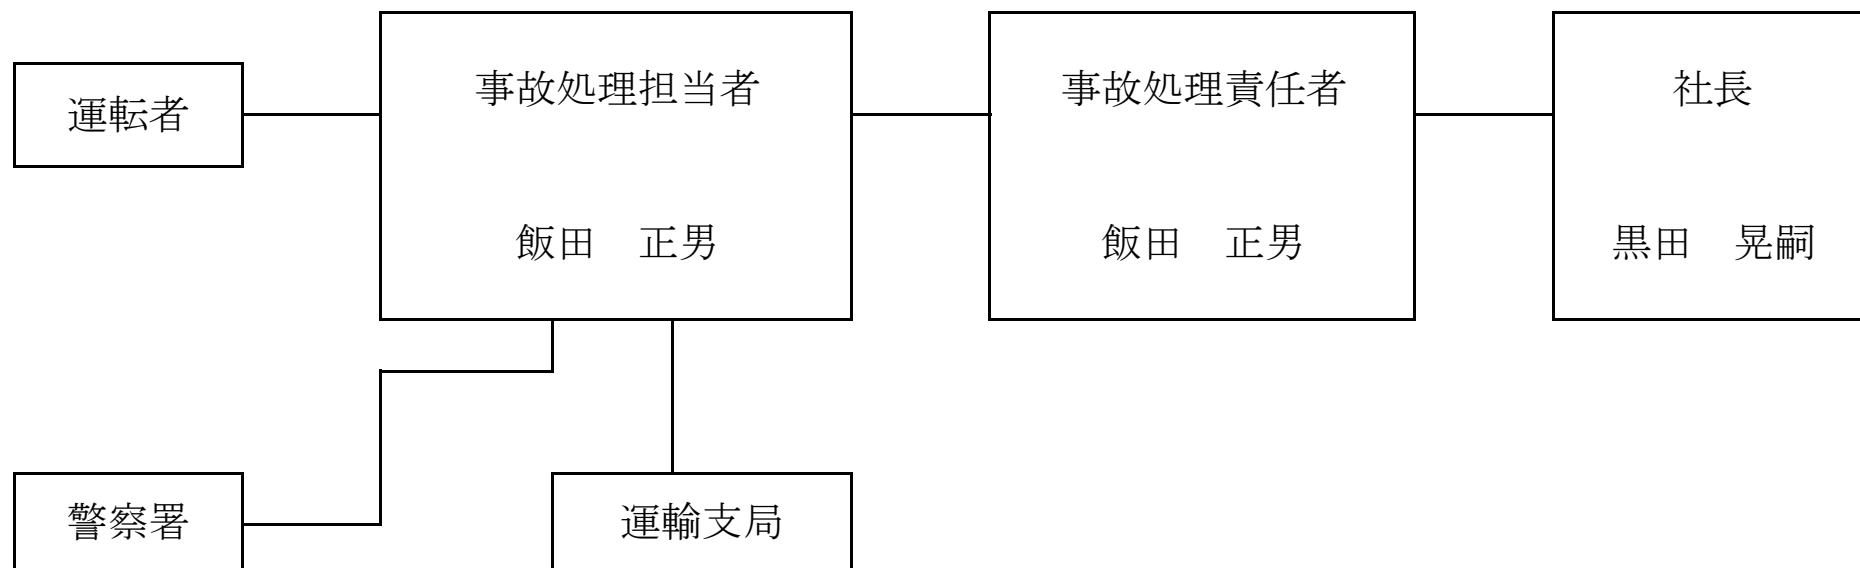 運転者
事故処理担当者
飯田　正男
事故処理責任者
飯田　正男
社長
黒田　晃嗣
警察署
運輸支局